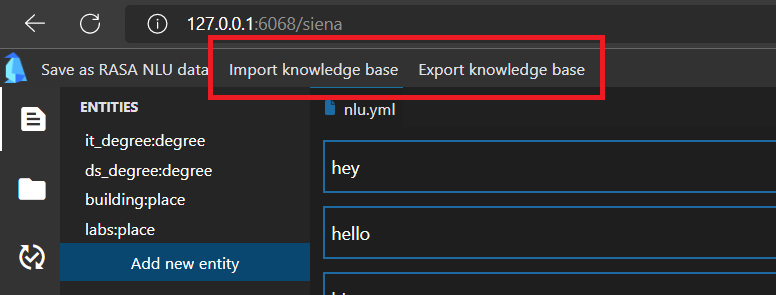 127.0.0.1:6068/siena
Save as RASA NLU data Import knowledge base Export knowledge base
ENTITIES
nlu.yml
it_degree:degree
ds_degree:degree
hey
building:place
labs:place
hello
Add new entity